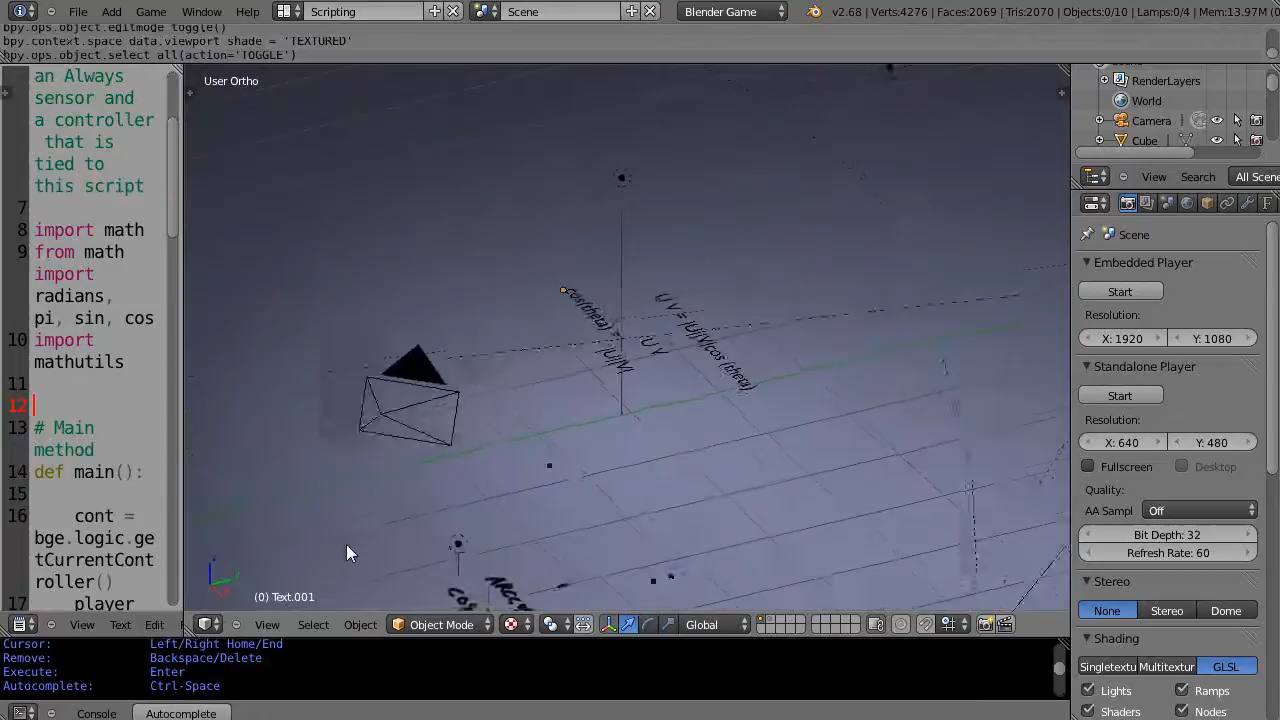 File Add Game Window Help Scripting Scene Blender Game v2.68 | Verts:4276 | Faces:2069 | Tris:2070 | Objects:0/10 | Lamps:0/4 | Mem:13.97M
bpy.ops.object.editmode_toggle()
bpy.context.space_data.viewport_shade = 'TEXTURED'
bpy.ops.object.select_all(action='TOGGLE')
an Always
sensor and
a controller
that is
tied to
this script
7
8 import math
9 from math
import
radians,
pi, sin, cos
10 import
mathutils
11
12
13 # Main
method
14 def main():
15
16 cont =
bge.logic.ge
tCurrentCont
roller()
17 player
View Text Edit
User Ortho
cos(theta) =
U V
|U||V|
U V = |U||V|cos (theta)
(0) Text.001
View Select Object Object Mode Global
Cursor: Left/Right Home/End
Remove: Backspace/Delete
Execute: Enter
Autocomplete: Ctrl-Space
Console Autocomplete
RenderLayers
World
Camera
Cube
View Search All Scene
Scene
Embedded Player
Start
Resolution:
X: 1920 Y: 1080
Standalone Player
Start
Resolution:
X: 640 Y: 480
Fullscreen Desktop
Quality:
AA Sampl Off
Bit Depth: 32
Refresh Rate: 60
Stereo
None Stereo Dome
Shading
Singletextu Multitextur GLSL
Lights Ramps
Shaders Nodes